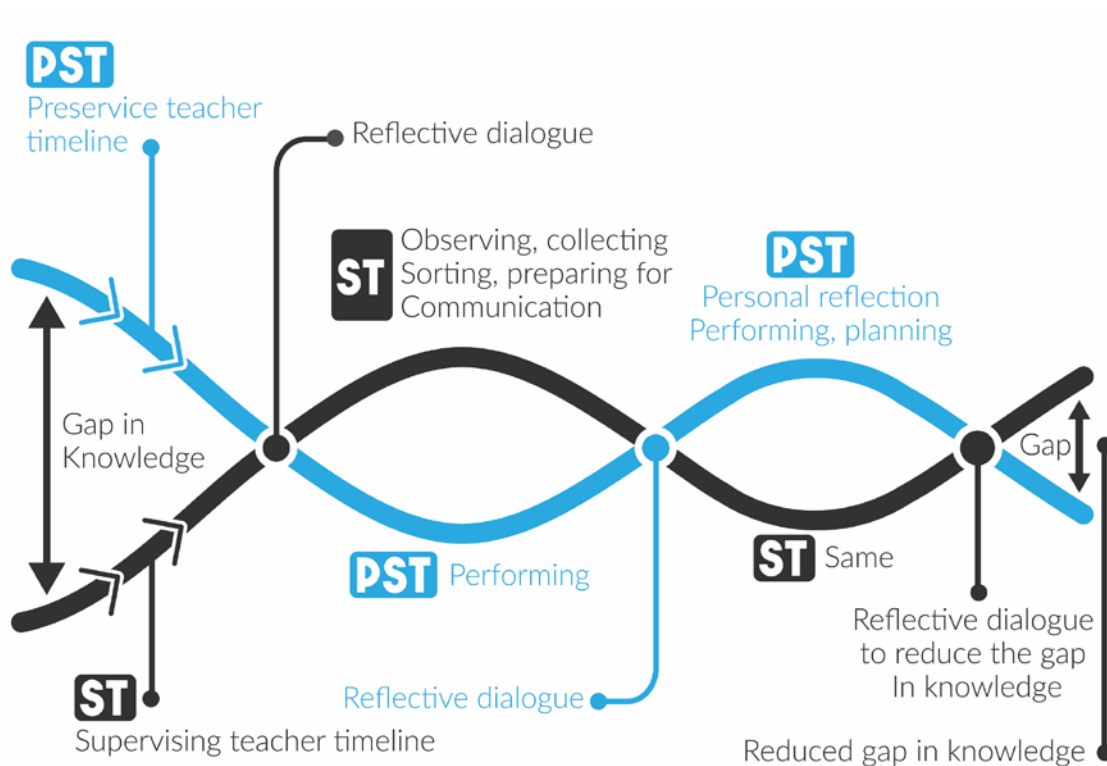 PST
Preservice teacher
timeline
Reflective dialogue
ST
Observing, collecting
Sorting, preparing for
Communication
PST
Personal reflection
Performing, planning
Gap in
Knowledge
Gap
PST
Performing
ST
Same
Reflective dialogue
to reduce the gap
In knowledge
ST
Supervising teacher timeline
Reflective dialogue
Reduced gap in knowledge